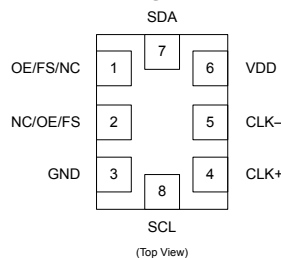 SDA
7
OE/FS/NC 1 6 VDD
NC/OE/FS 2 5 CLK–
GND 3 4 CLK+
8
SCL
(Top View)